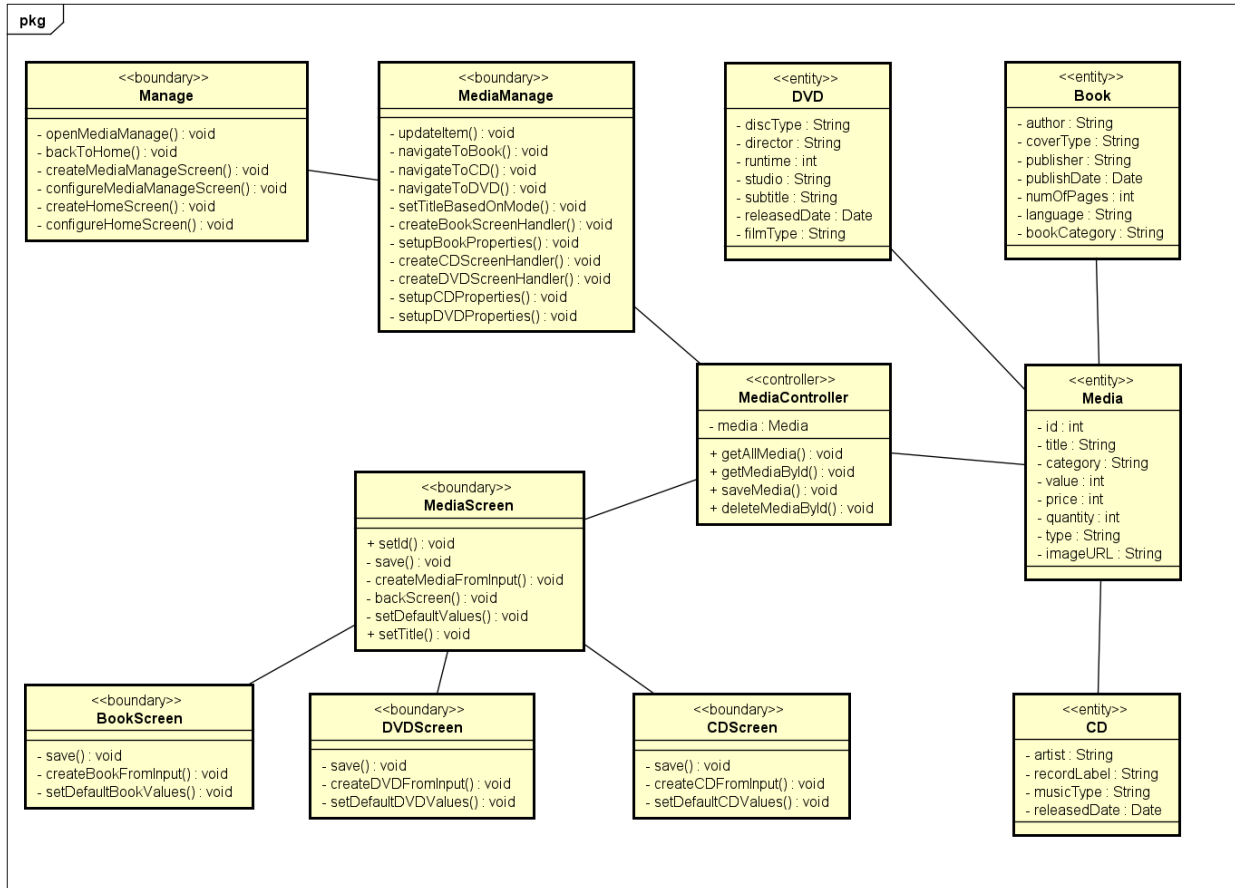 pkg
<<boundary>>
Manage
- openMediaManage() : void
- backToHome() : void
- createMediaManageScreen() : void
- configureMediaManageScreen() : void
- createHomeScreen() : void
- configureHomeScreen() : void
<<boundary>>
MediaManage
- updateItem() : void
- navigateToBook() : void
- navigateToCD() : void
- navigateToDVD() : void
- setTitleBasedOnMode() : void
- createBookScreenHandler() : void
- setupBookProperties() : void
- createCDScreenHandler() : void
- createDVDScreenHandler() : void
- setupCDProperties() : void
- setupDVDProperties() : void
<<entity>>
DVD
- discType : String
- director : String
- runtime : int
- studio : String
- subtitle : String
- releasedDate : Date
- filmType : String
<<entity>>
Book
- author : String
- coverType : String
- publisher : String
- publishDate : Date
- numOfPages : int
- language : String
- bookCategory : String
<<controller>>
MediaController
- media : Media
+ getAllMedia() : void
+ getMediaById() : void
+ saveMedia() : void
+ deleteMediaById() : void
<<entity>>
Media
- id : int
- title : String
- category : String
- value : int
- price : int
- quantity : int
- type : String
- imageURL : String
<<boundary>>
MediaScreen
+ setId() : void
- save() : void
- createMediaFromInput() : void
- backScreen() : void
- setDefaultValues() : void
+ setTitle() : void
<<boundary>>
BookScreen
- save() : void
- createBookFromInput() : void
- setDefaultBookValues() : void
<<boundary>>
DVDScreen
- save() : void
- createDVDFromInput() : void
- setDefaultDVDValues() : void
<<boundary>>
CDScreen
- save() : void
- createCDFromInput() : void
- setDefaultCDValues() : void
<<entity>>
CD
- artist : String
- recordLabel : String
- musicType : String
- releasedDate : Date